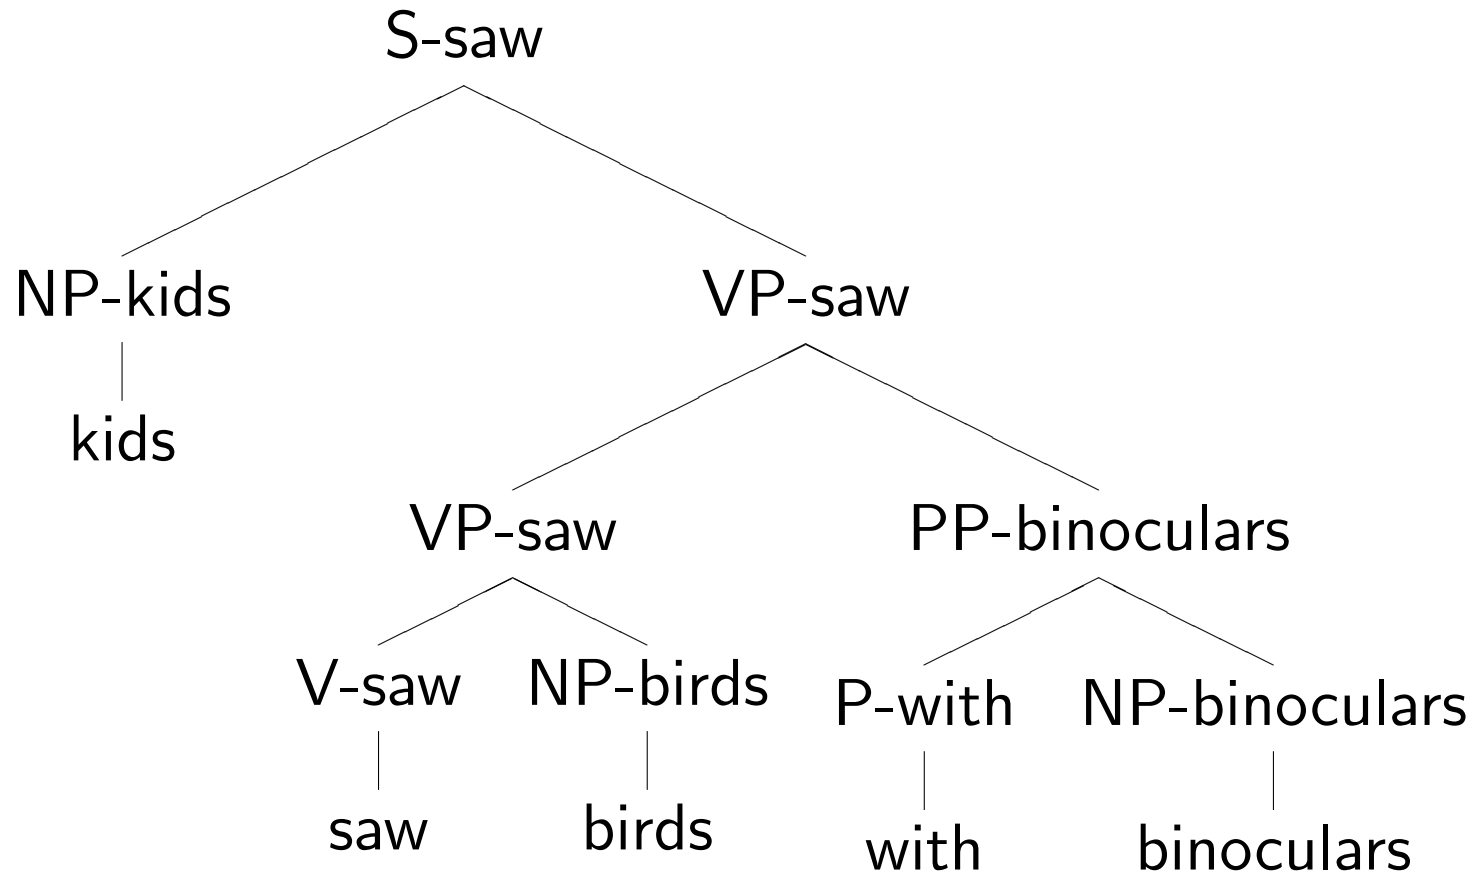 S-saw
NP-kids VP-saw
kids
VP-saw PP-binoculars
V-saw NP-birds P-with NP-binoculars
saw birds with binoculars